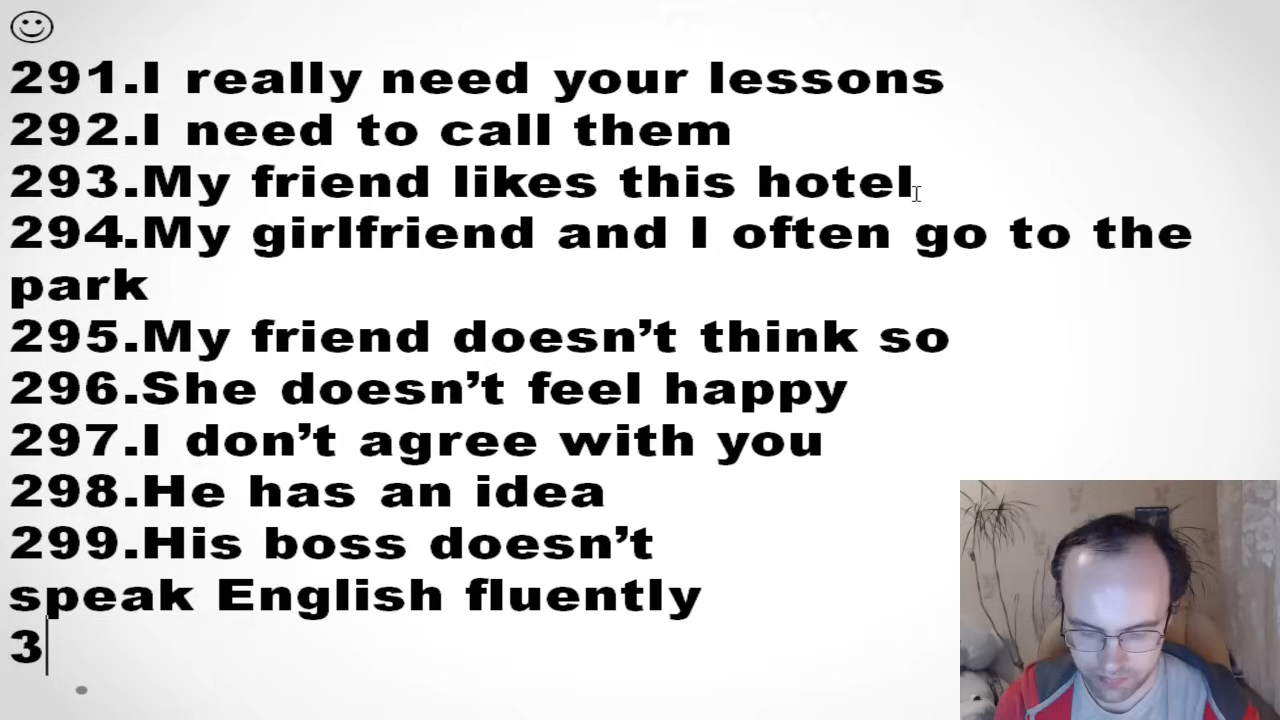 291.I really need your lessons
292.I need to call them
293.My friend likes this hotel
294.My girlfriend and I often go to the
park
295.My friend doesn’t think so
296.She doesn’t feel happy
297.I don’t agree with you
298.He has an idea
299.His boss doesn’t
speak English fluently
3